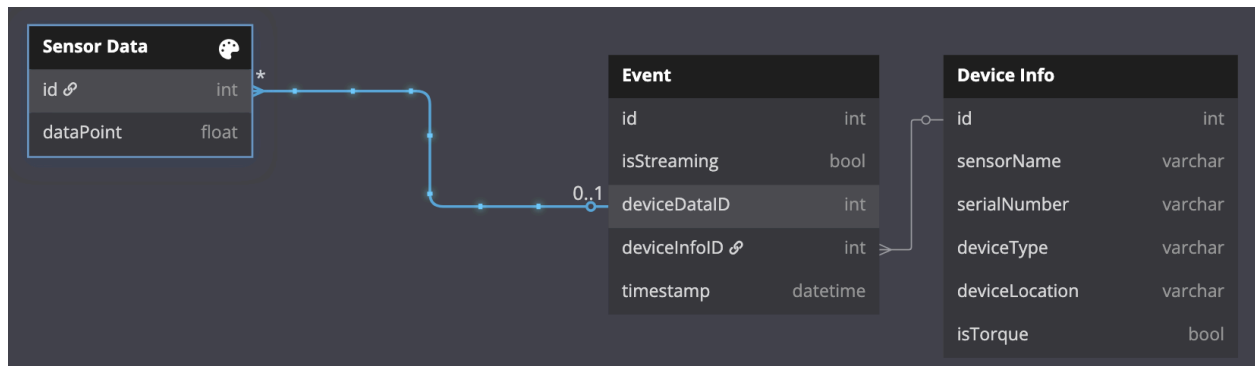 Sensor Data
id int
dataPoint float
*
0..1
Event
id int
isStreaming bool
deviceDataID int
deviceInfoID int
timestamp datetime
Device Info
id int
sensorName varchar
serialNumber varchar
deviceType varchar
deviceLocation varchar
isTorque bool